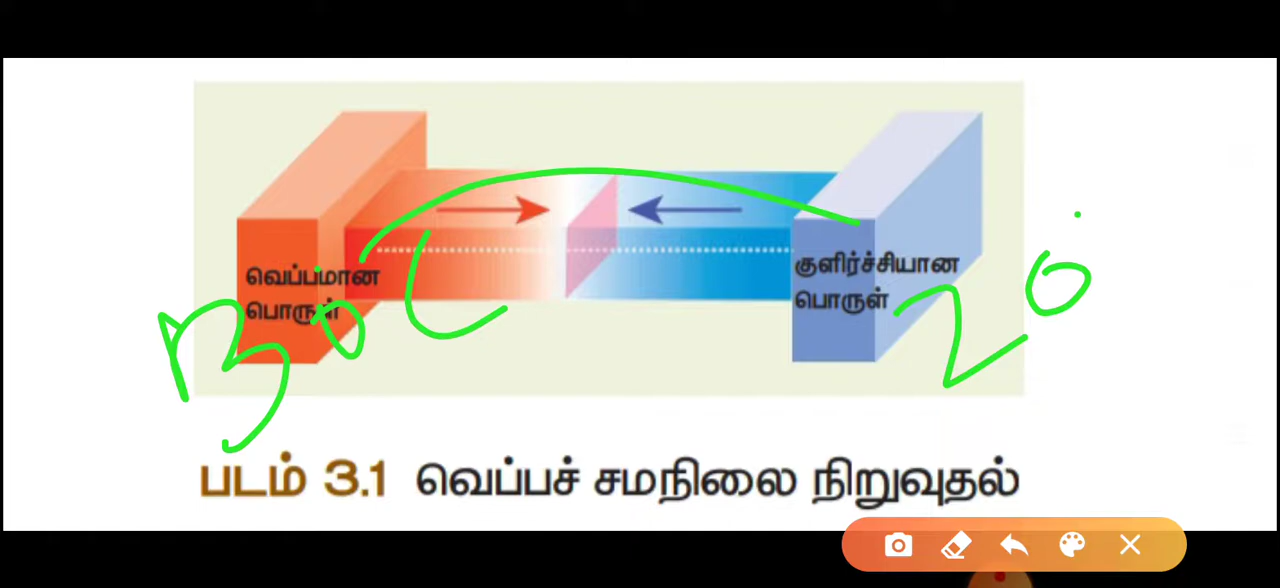 வெப்பமான
பொருள்
குளிர்ச்சியான
பொருள்
30 C
20
படம் 3.1 வெப்பச் சமநிலை நிறுவுதல்